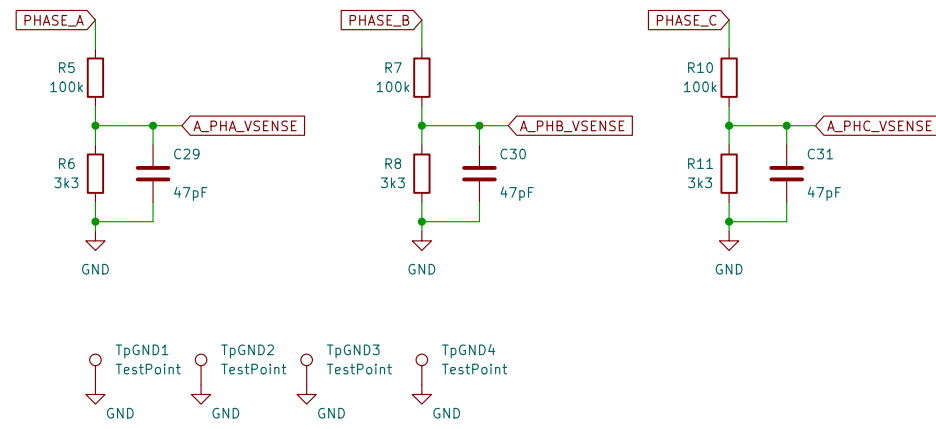 PHASE_A
PHASE_B
PHASE_C
R5
100k
R7
100k
R10
100k
A_PHA_VSENSE
A_PHB_VSENSE
A_PHC_VSENSE
R6
3k3
C29
47pF
R8
3k3
C30
47pF
R11
3k3
C31
47pF
GND
GND
GND
TpGND1
TestPoint
TpGND2
TestPoint
TpGND3
TestPoint
TpGND4
TestPoint
GND
GND
GND
GND